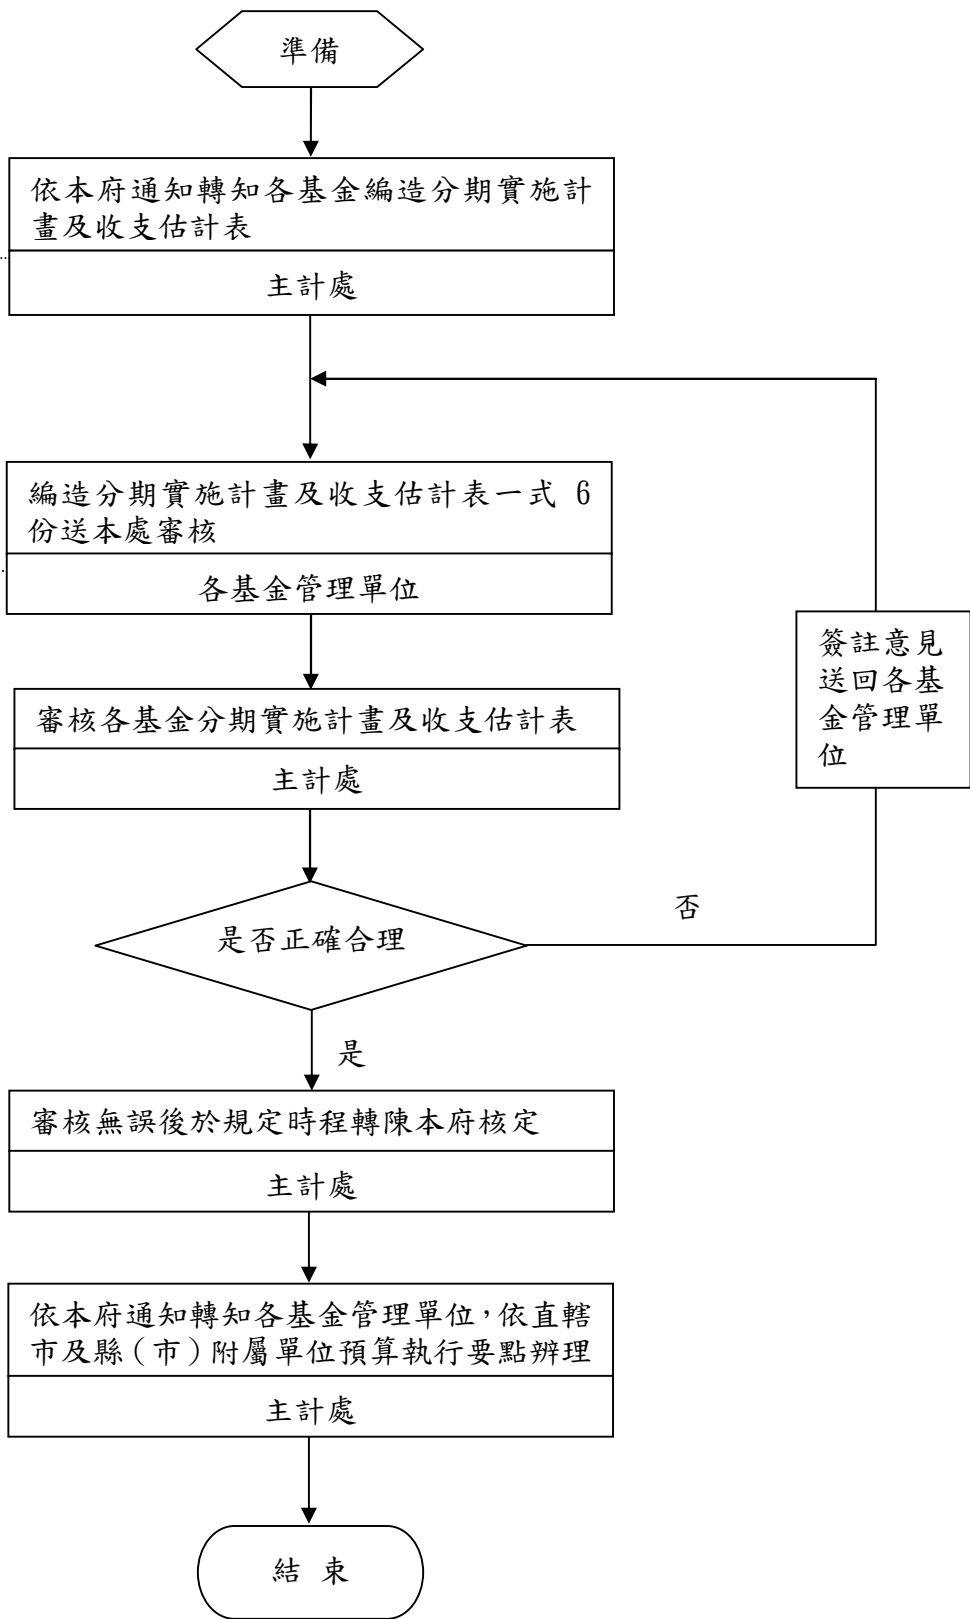 準備
依本府通知轉知各基金編造分期實施計
畫及收支估計表
主計處
編造分期實施計畫及收支估計表一式 6
份送本處審核
各基金管理單位
簽註意見
送回各基
金管理單
位
審核各基金分期實施計畫及收支估計表
主計處
否
是否正確合理
是
審核無誤後於規定時程轉陳本府核定
主計處
依本府通知轉知各基金管理單位，依直轄
市及縣（市）附屬單位預算執行要點辦理
主計處
結 束